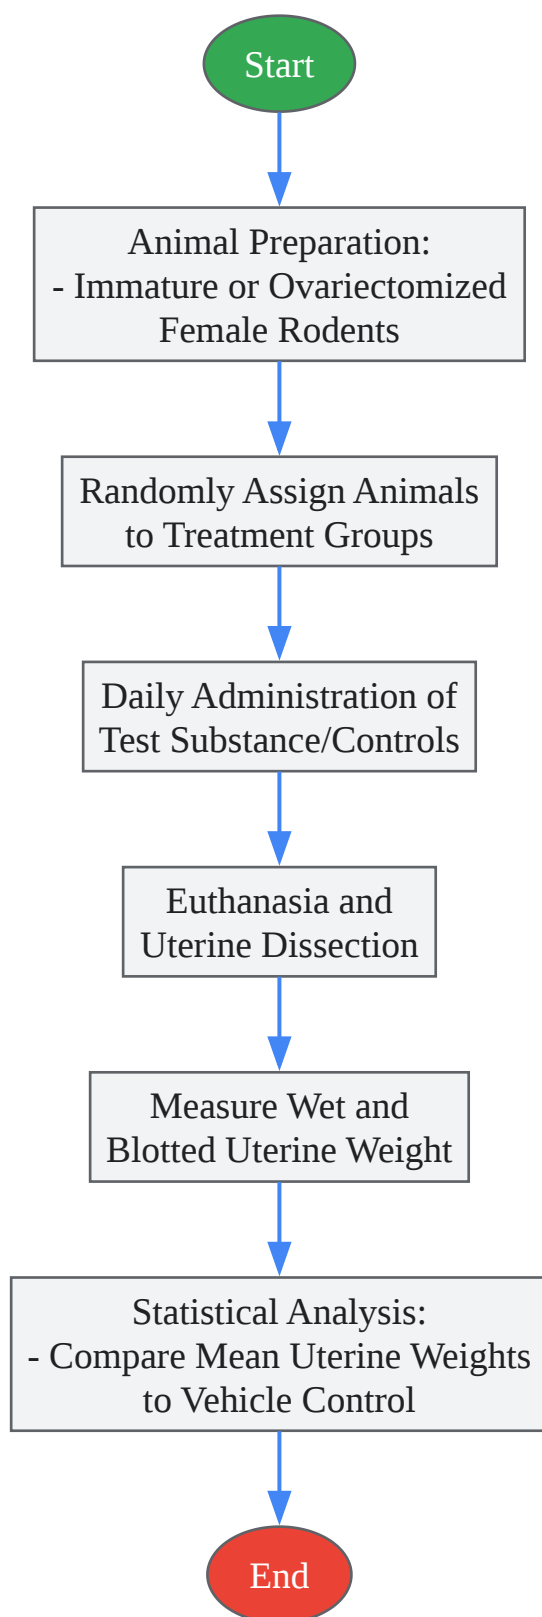 Start
Animal Preparation:
- Immature or Ovariectomized
Female Rodents
Randomly Assign Animals
to Treatment Groups
Daily Administration of
Test Substance/Controls
Euthanasia and
Uterine Dissection
Measure Wet and
Blotted Uterine Weight
Statistical Analysis:
- Compare Mean Uterine Weights
to Vehicle Control
End